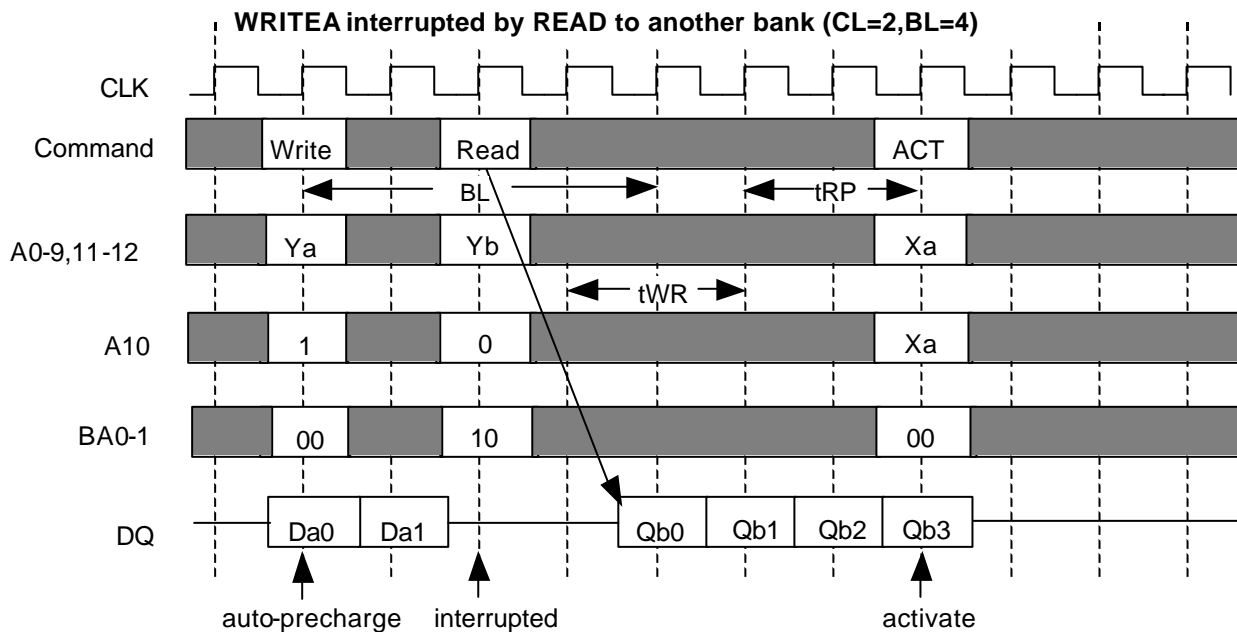 WRITEA interrupted by READ to another bank (CL=2,BL=4)
CLK
Command Write Read ACT
BL tRP
A0-9,11-12 Ya Yb Xa
tWR
A10 1 0 Xa
BA0-1 00 10 00
DQ Da0 Da1 Qb0 Qb1 Qb2 Qb3
auto-precharge interrupted activate